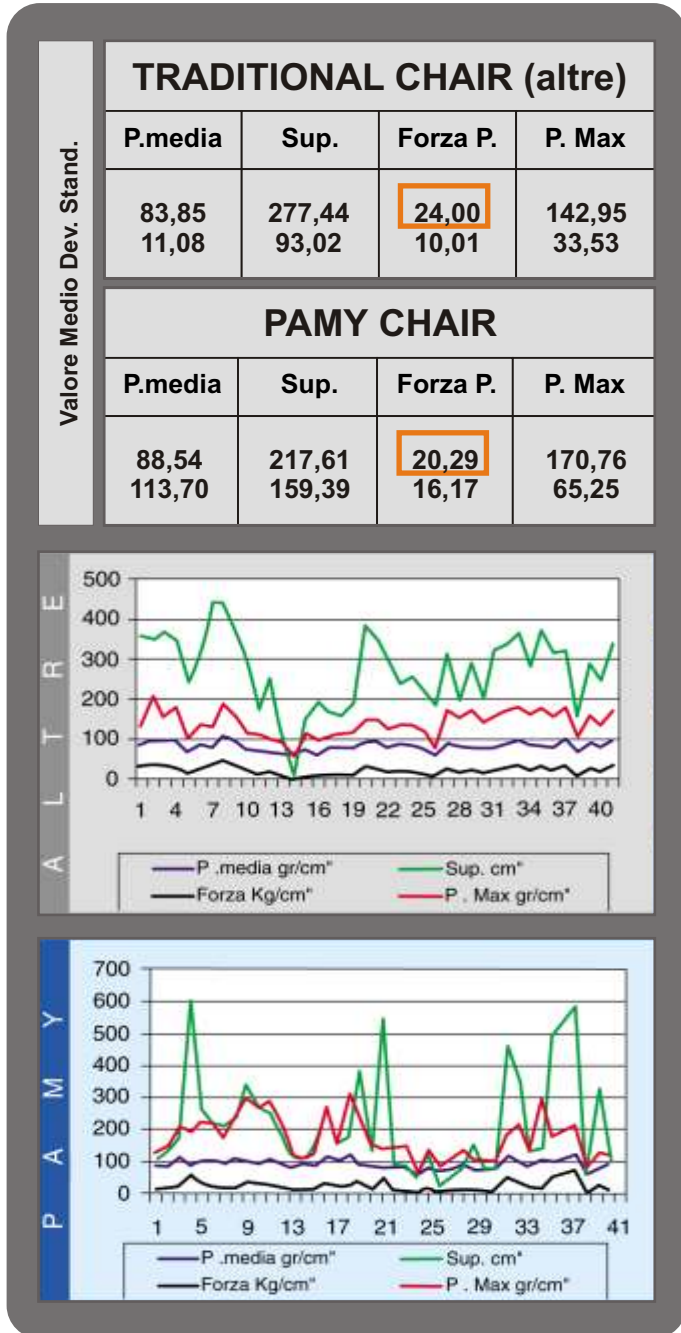 TRADITIONAL CHAIR (altre)
Valore Medio Dev. Stand.
P.media Sup. Forza P. P. Max
83,85 277,44 24,00 142,95
11,08 93,02 10,01 33,53
PAMY CHAIR
P.media Sup. Forza P. P. Max
88,54 217,61 20,29 170,76
113,70 159,39 16,17 65,25
ALTRE
500
400
300
200
100
0
1 4 7 10 13 16 19 22 25 28 31 34 37 40
P .media gr/cm" Sup. cm"
Forza Kg/cm" P . Max gr/cm"
PAMY
700
600
500
400
300
200
100
0
1 5 9 13 17 21 25 29 33 37 41
P .media gr/cm" Sup. cm"
Forza Kg/cm" P . Max gr/cm"